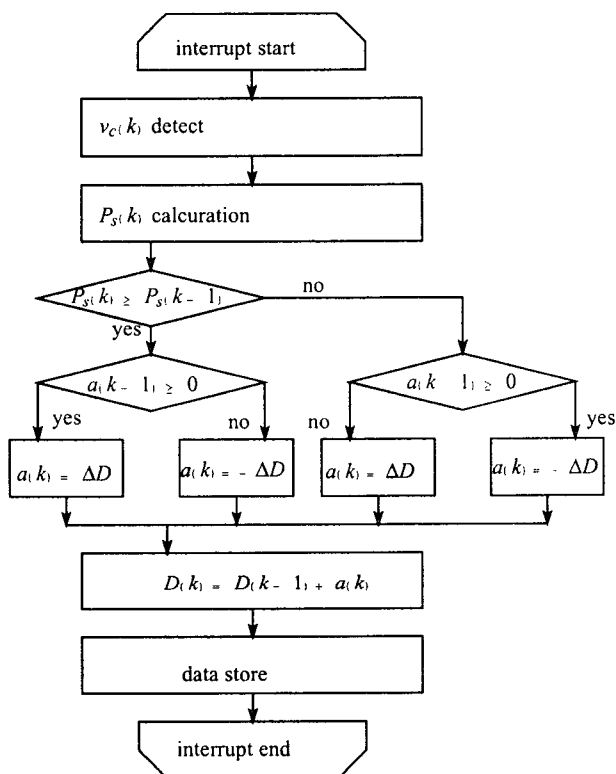 interrupt start
v_c(k) detect
P_s(k) calcuration
P_s(k) ≥ P_s(k - 1)
no
yes
a(k - 1) ≥ 0
a(k 1) ≥ 0
yes
no
no
yes
a(k) = ΔD
a(k) = - ΔD
a(k) = ΔD
a(k) = - ΔD
D(k) = D(k - 1) + a(k)
data store
interrupt end